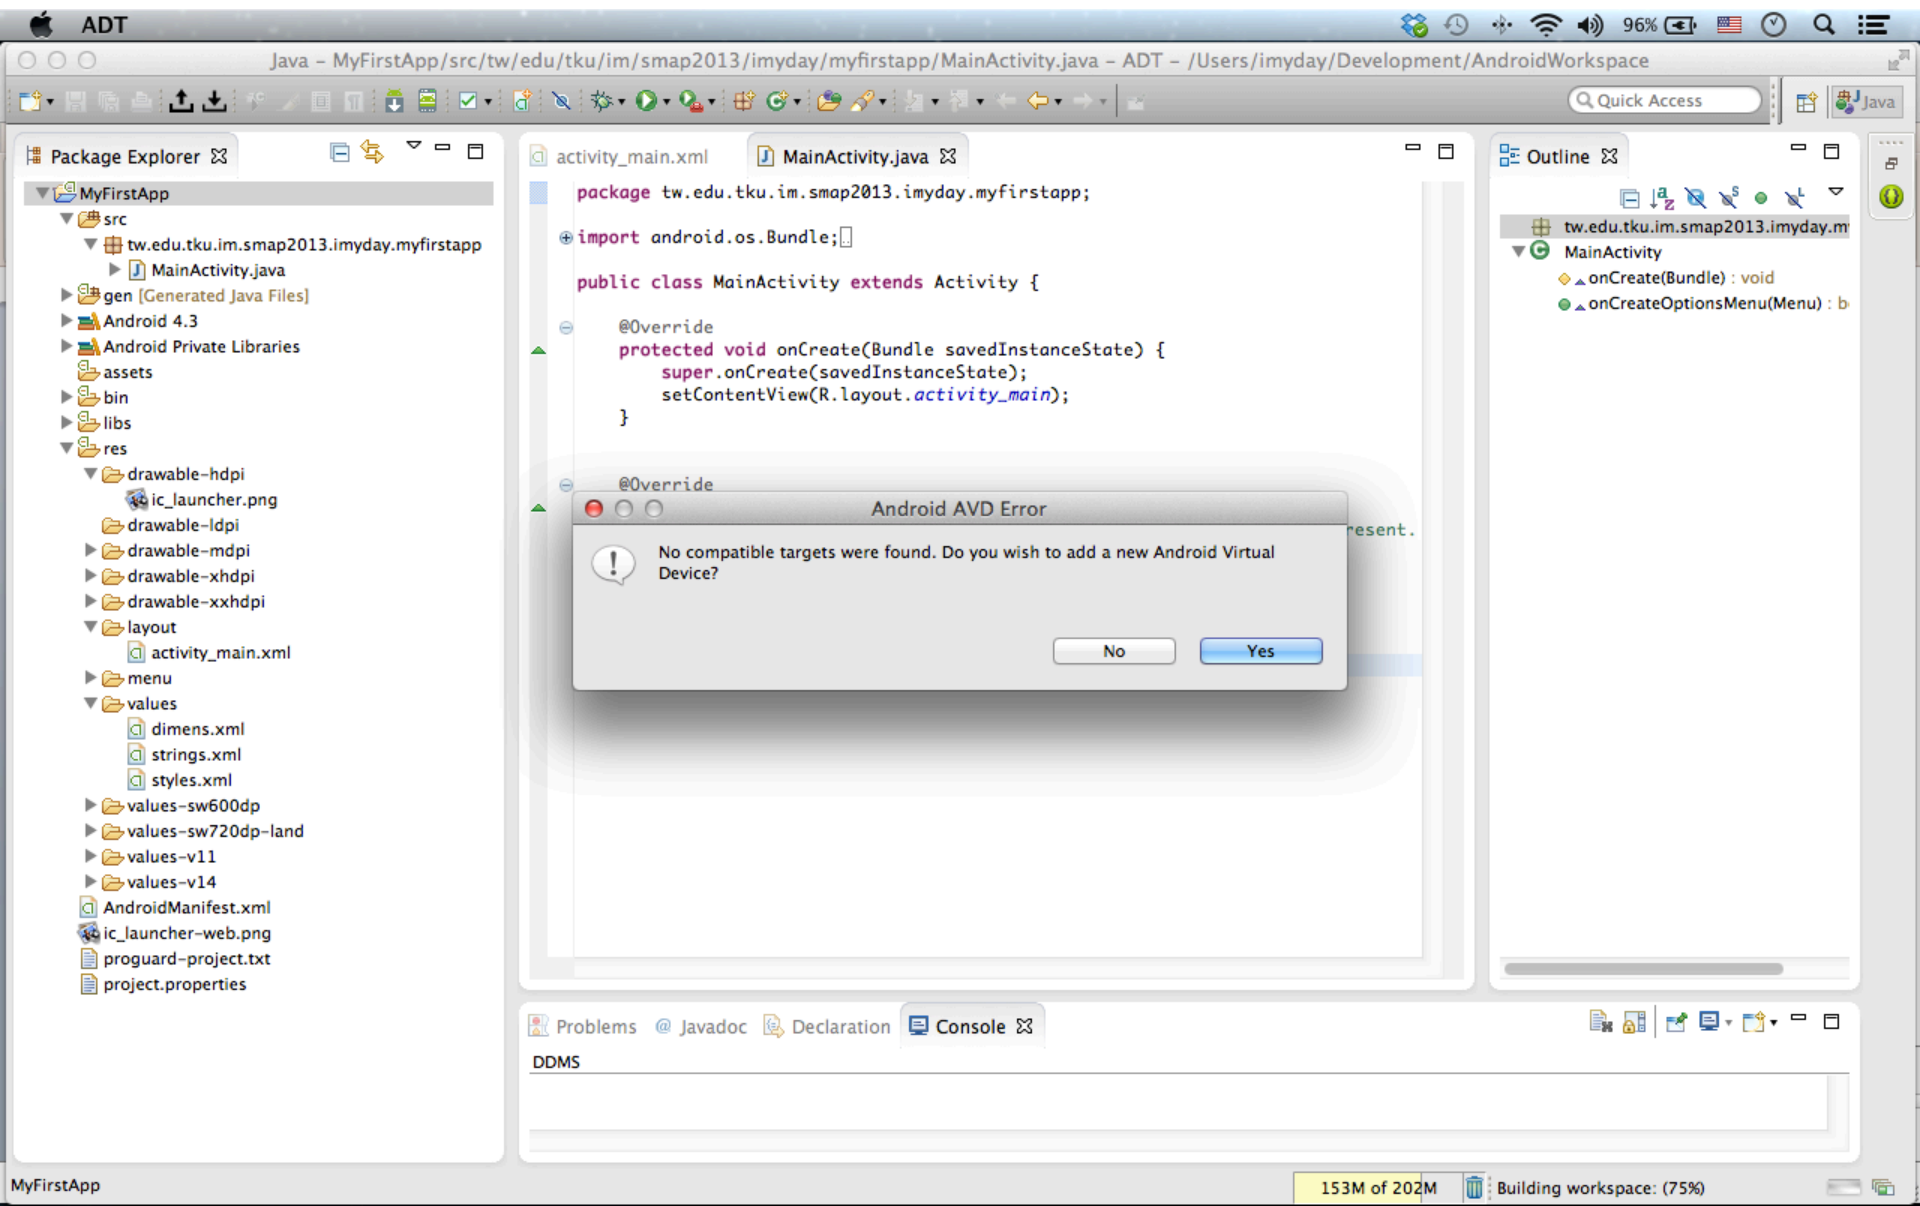 ADT
96%
Java – MyFirstApp/src/tw/edu/tku/im/smap2013/imyday/myfirstapp/MainActivity.java – ADT – /Users/imyday/Development/AndroidWorkspace
Quick Access
Java
Package Explorer
MyFirstApp
src
tw.edu.tku.im.smap2013.imyday.myfirstapp
MainActivity.java
gen [Generated Java Files]
Android 4.3
Android Private Libraries
assets
bin
libs
res
drawable-hdpi
ic_launcher.png
drawable-ldpi
drawable-mdpi
drawable-xhdpi
drawable-xxhdpi
layout
activity_main.xml
menu
values
dimens.xml
strings.xml
styles.xml
values-sw600dp
values-sw720dp-land
values-v11
values-v14
AndroidManifest.xml
ic_launcher-web.png
proguard-project.txt
project.properties
activity_main.xml
MainActivity.java
package tw.edu.tku.im.smap2013.imyday.myfirstapp;
import android.os.Bundle;
public class MainActivity extends Activity {
@Override
protected void onCreate(Bundle savedInstanceState) {
super.onCreate(savedInstanceState);
setContentView(R.layout.activity_main);
}
@Override
resent.
Android AVD Error
No compatible targets were found. Do you wish to add a new Android Virtual
Device?
No
Yes
Outline
tw.edu.tku.im.smap2013.imyday.m
MainActivity
onCreate(Bundle) : void
onCreateOptionsMenu(Menu) : b
Problems
@ Javadoc
Declaration
Console
DDMS
MyFirstApp
153M of 202M
Building workspace: (75%)